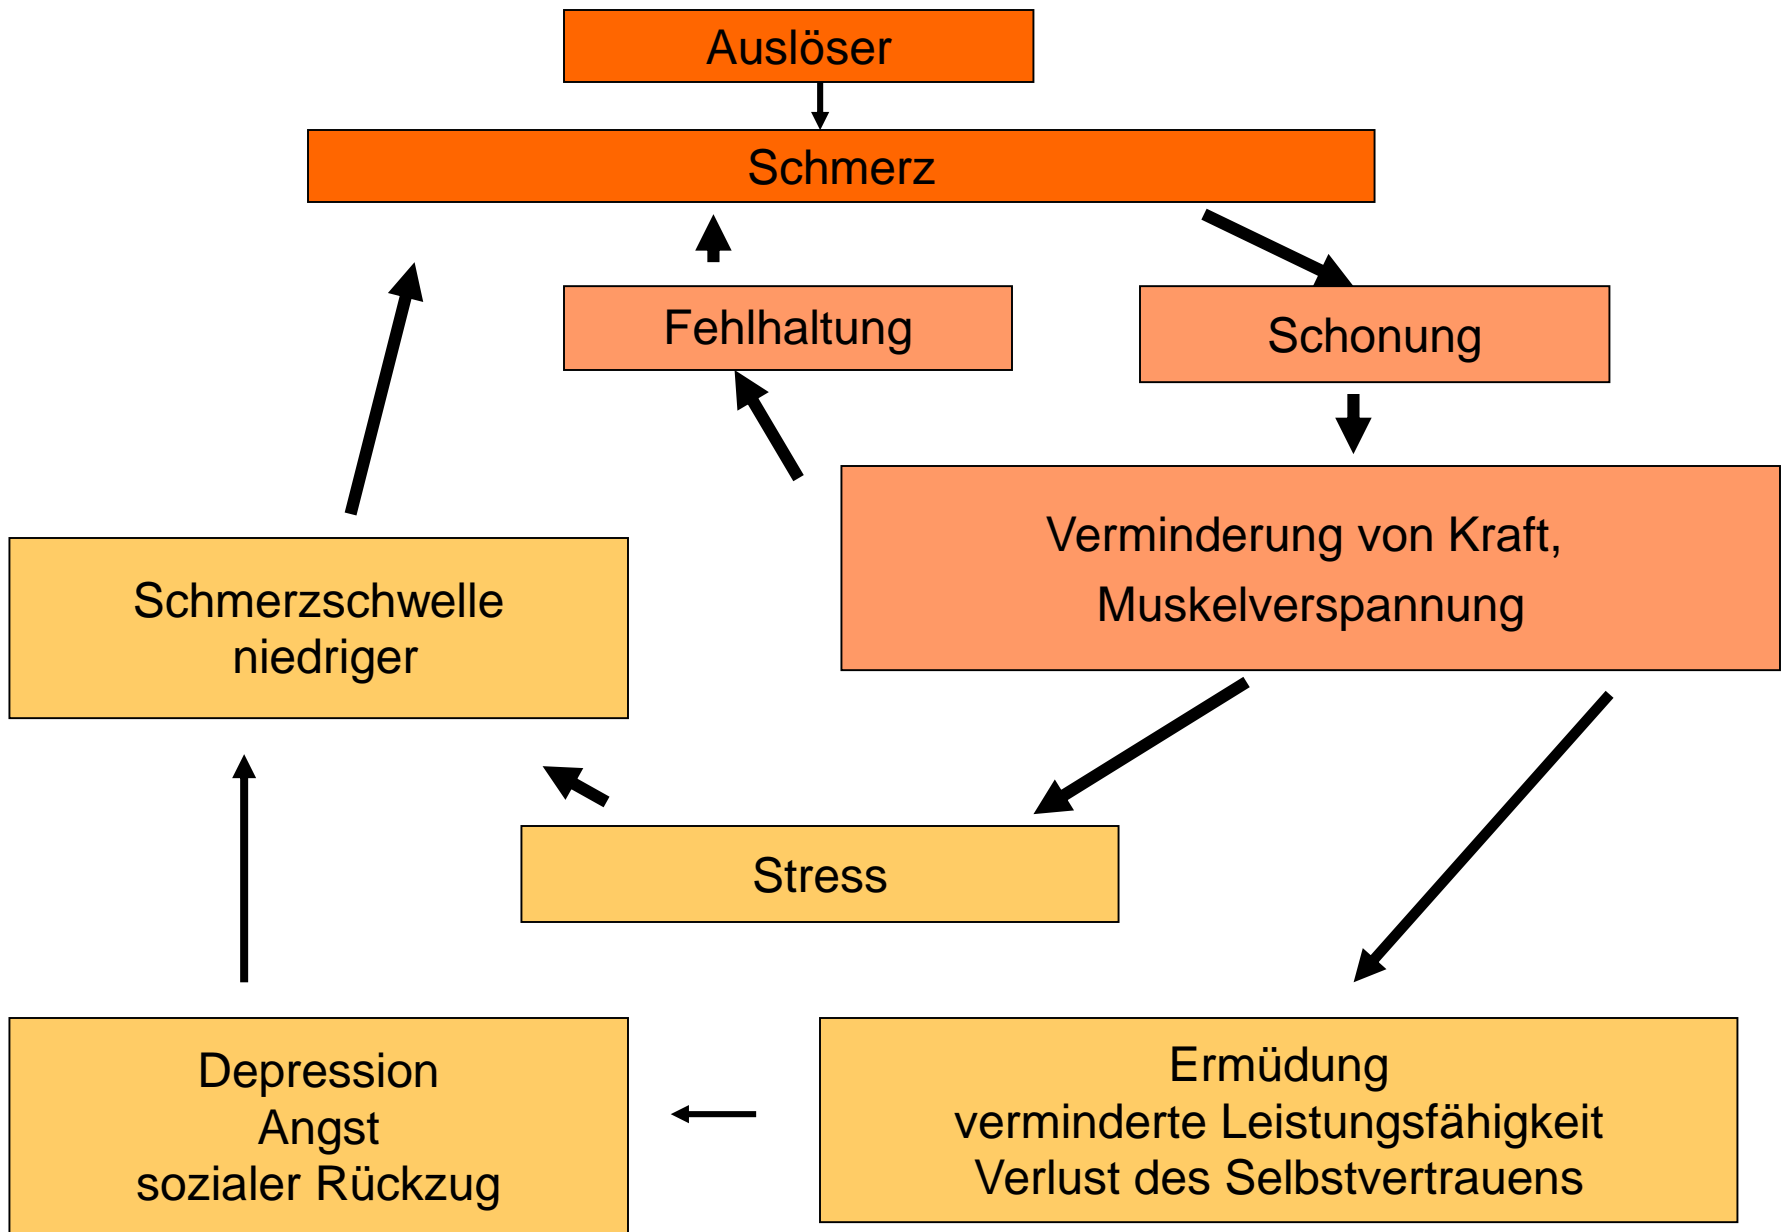 Auslöser
Schmerz
Fehlhaltung
Schonung
Verminderung von Kraft,
Muskelverspannung
Schmerzschwelle
niedriger
Stress
Depression
Angst
sozialer Rückzug
Ermüdung
verminderte Leistungsfähigkeit
Verlust des Selbstvertrauens